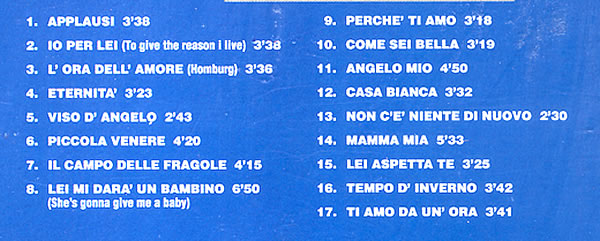 1. APPLAUSI 3'38
2. IO PER LEI (To give the reason i live) 3'38
3. L' ORA DELL' AMORE (Homburg) 3'36
4. ETERNITA' 3'23
5. VISO D' ANGELO 2'43
6. PICCOLA VENERE 4'20
7. IL CAMPO DELLE FRAGOLE 4'15
8. LEI MI DARA' UN BAMBINO 6'50
(She's gonna give me a baby)
9. PERCHE' TI AMO 3'18
10. COME SEI BELLA 3'19
11. ANGELO MIO 4'50
12. CASA BIANCA 3'32
13. NON C'E' NIENTE DI NUOVO 2'30
14. MAMMA MIA 5'33
15. LEI ASPETTA TE 3'25
16. TEMPO D' INVERNO 3'42
17. TI AMO DA UN' ORA 3'41